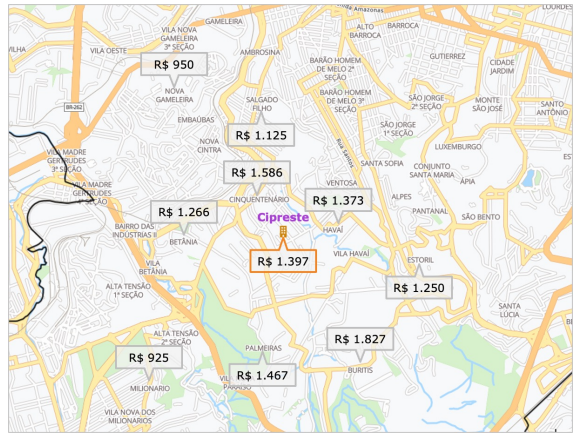 GAMELEIRA
VILA NOVA
GAMELEIRA
3ª SEÇÃO
VILA OESTE
AMBROSINA
Amazonas
ALTO
BARROCA
BARROCA
LOURDES
GUTIERREZ
CIDADE
JARDIM
BARÃO HOMEM
DE MELO 2ª
SEÇÃO
R$ 950
NOVA
GAMELEIRA
BARÃO HOMEM
DE MELO 3ª
SEÇÃO
SALGADO
FILHO
SÃO JORGE
2ª SEÇÃO
MONTE
SÃO JOSÉ
SANTO
ANTÔNIO
BR-262
EMBAÚBAS
R$ 1.125
SÃO JORGE
1ª SEÇÃO
NOVA
CINTRA
LUXEMBURGO
VILA MADRE
GERTRUDES
3ª SEÇÃO
SANTA SOFIA
CONJUNTO
SANTA MARIA
ÁPIA
R$ 1.586
VENTOSA
VILA MADRE
GERTRUDES
4ª SEÇÃO
CINQUENTENÁRIO
R$ 1.373
ALPES
PANTANAL
SÃO BENTO
R$ 1.266
Cipreste
BAIRRO DAS
INDÚSTRIAS II
BETÂNIA
HAVAÍ
VILA HAVAÍ
R$ 1.397
ESTORIL
VILA
BETÂNIA
R$ 1.250
ALTA TENSÃO
1ª SEÇÃO
SANTA
LÚCIA
ALTA TENSÃO
2ª SEÇÃO
R$ 1.827
PALMEIRAS
R$ 925
BURITIS
R$ 1.467
MILIONARIO
VILA NOVA DOS
MILIONARIOS